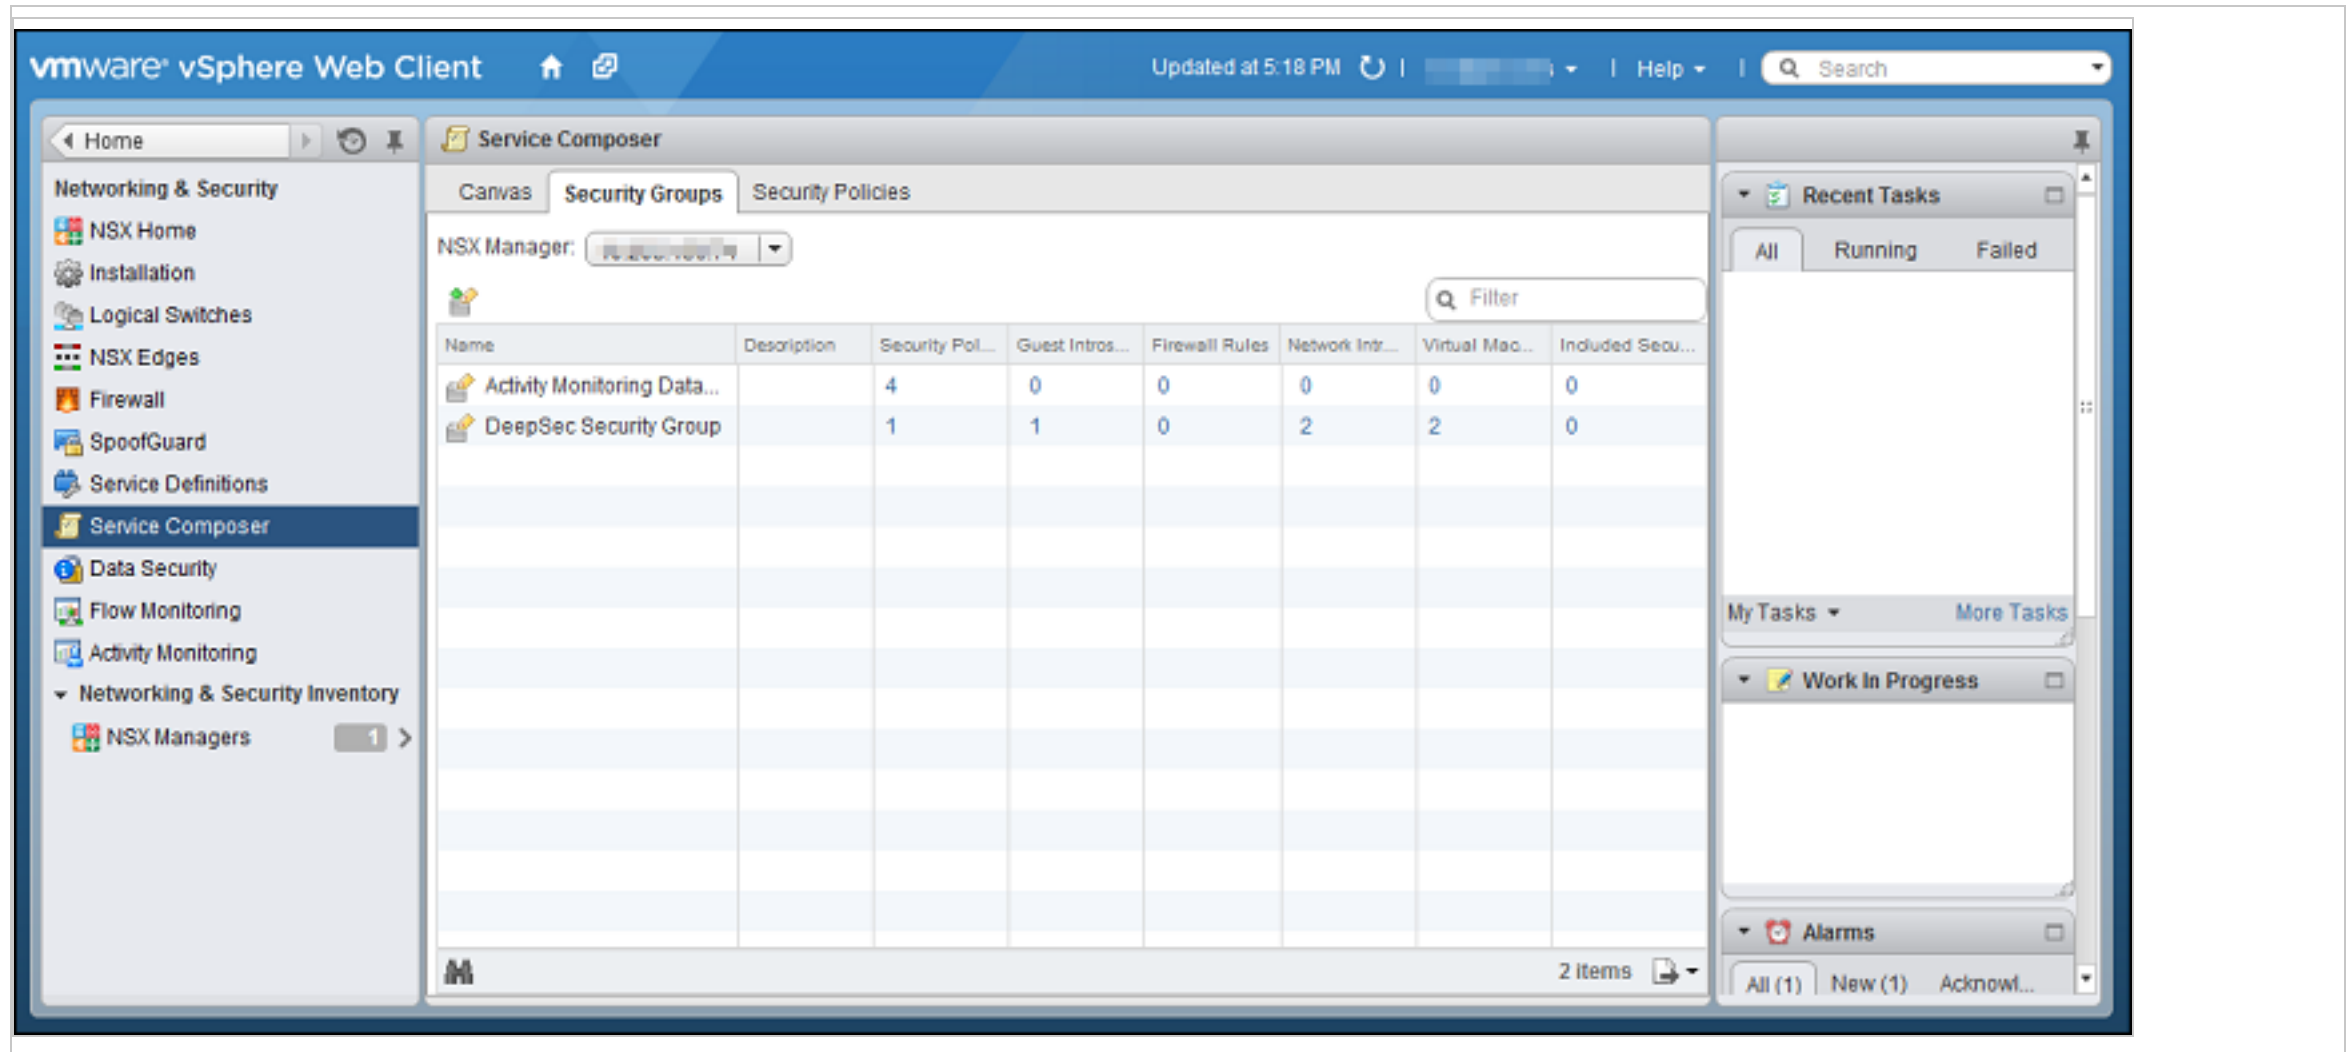 vmware® vSphere Web Client
Updated at 5:18 PM
Help
Search
Home
Networking & Security
NSX Home
Installation
Logical Switches
NSX Edges
Firewall
SpoofGuard
Service Definitions
Service Composer
Data Security
Flow Monitoring
Activity Monitoring
Networking & Security Inventory
NSX Managers 1
Service Composer
Canvas Security Groups Security Policies
NSX Manager:
Filter
Name Description Security Pol... Guest Intros... Firewall Rules Network Intr... Virtual Mac... Included Secu...
Activity Monitoring Data... 4 0 0 0 0 0
DeepSec Security Group 1 1 0 2 2 0
2 items
Recent Tasks
All Running Failed
My Tasks More Tasks
Work In Progress
Alarms
All (1) New (1) Acknowl...